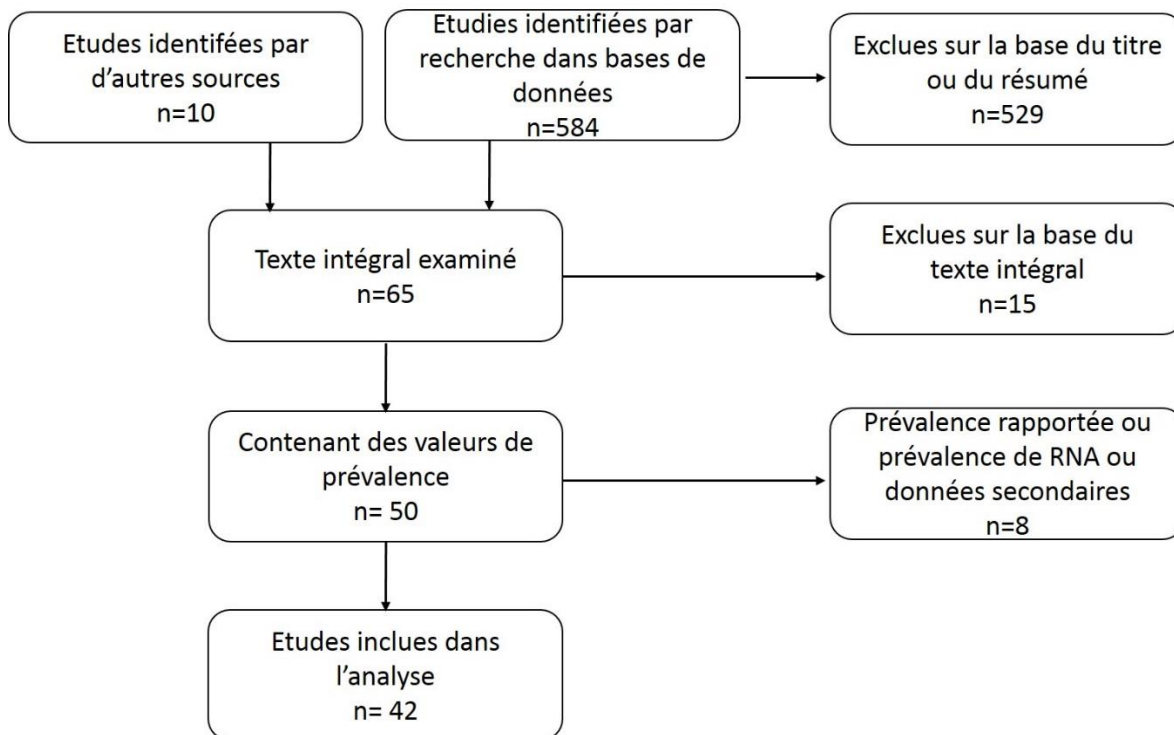 Etudes identifées par
d'autres sources
n=10
Etudies identifiées par
recherche dans bases de
données
n=584
Exclues sur la base du titre
ou du résumé
n=529
Texte intégral examiné
n=65
Exclues sur la base du
texte intégral
n=15
Contenant des valeurs de
prévalence
n= 50
Prévalence rapportée ou
prévalence de RNA ou
données secondaires
n=8
Etudes inclues dans
l'analyse
n= 42